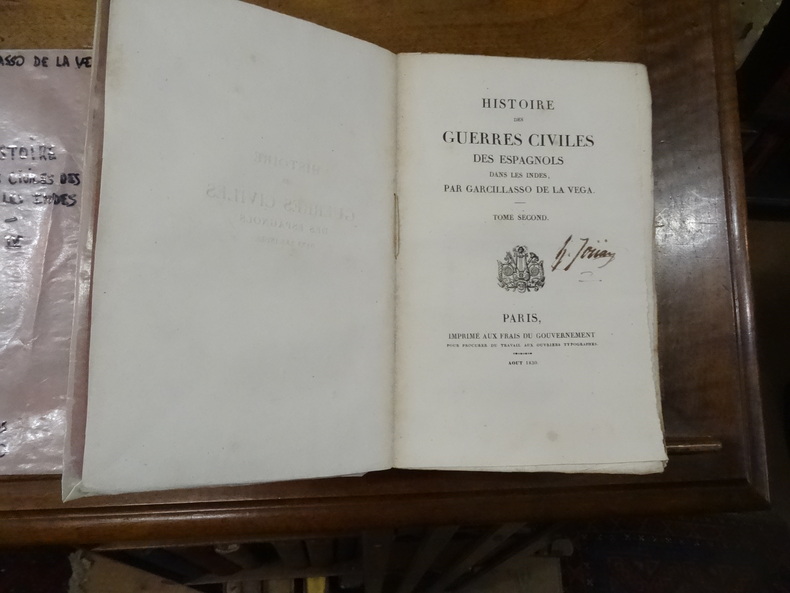 ASSO DE LA VE
STOIRE
CIVILES DES
LES INDES
HISTOIRE
DES
GUERRES CIVILES
DES ESPAGNOLS
DANS LES INDES,
PAR GARCILLASSO DE LA VEGA.
TOME SECOND.
PARIS,
IMPRIMÉ AUX FRAIS DU GOUVERNEMENT
POUR PROCURER DU TRAVAIL AUX OUVRIERS TYPOGRAPHES.
AOUT 1830